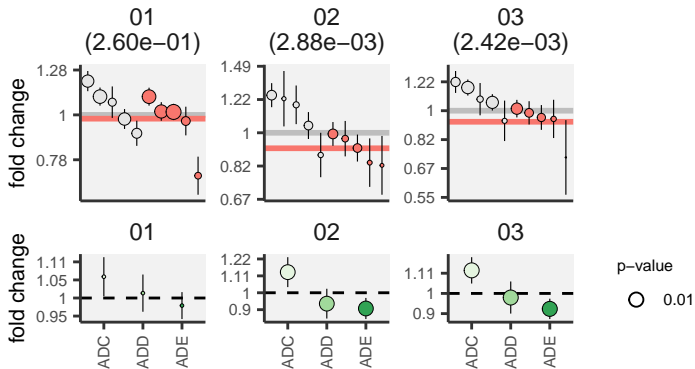 01
(2.60e−01)
02
(2.88e−03)
03
(2.42e−03)
fold change
1.28
1
0.78
1.49
1.22
1
0.82
0.67
1.22
1
0.82
0.67
0.55
01
02
03
fold change
1.11
1.05
1
0.95
1.22
1.11
1
0.9
1.11
1
0.9
ADC
ADD
ADE
ADC
ADD
ADE
ADC
ADD
ADE
p−value
0.01